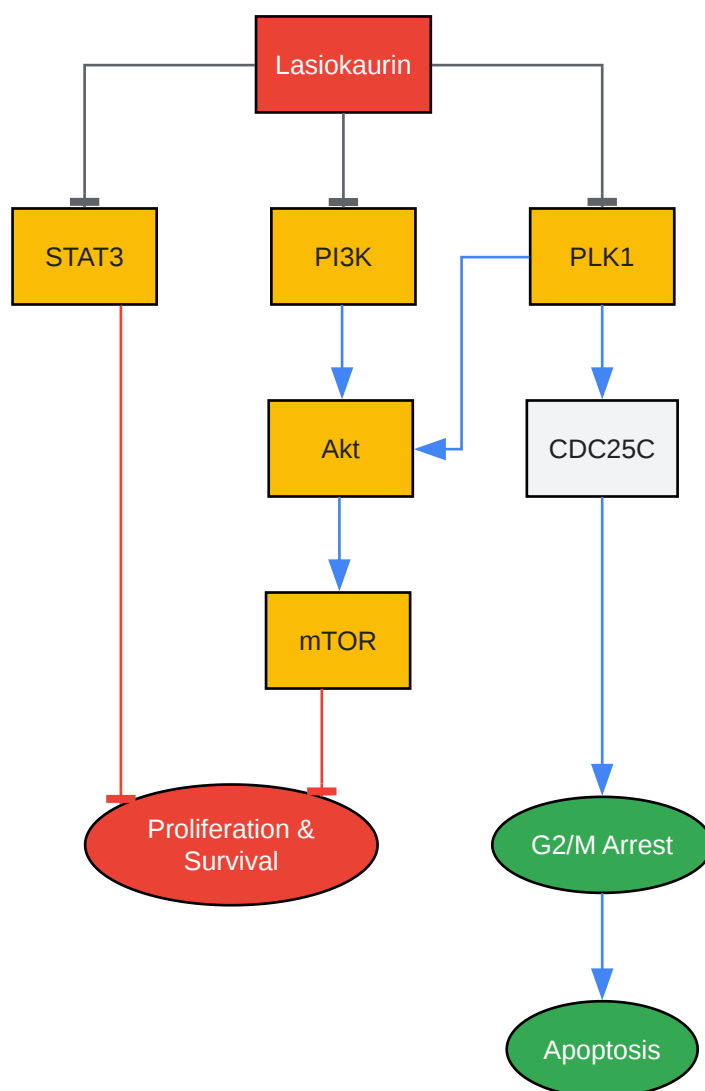 Lasiokaurin
STAT3
PI3K
PLK1
Akt
CDC25C
mTOR
Proliferation &
Survival
G2/M Arrest
Apoptosis